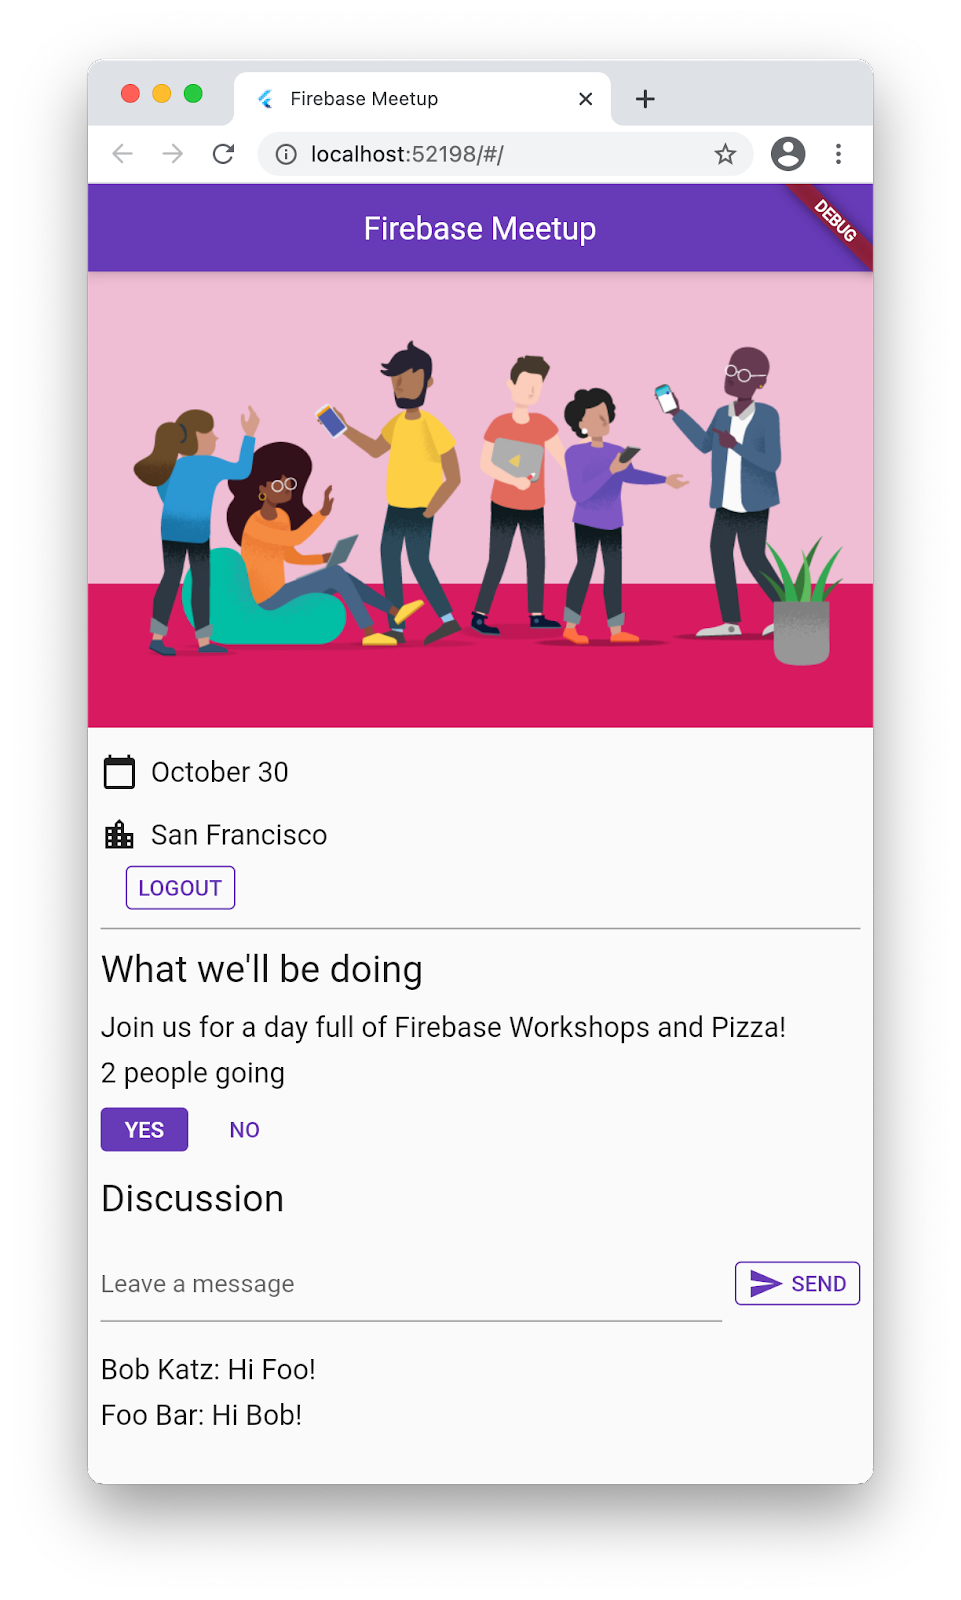 Firebase Meetup
localhost:52198/#/
Firebase Meetup
DEBUG
October 30
San Francisco
LOGOUT
What we'll be doing
Join us for a day full of Firebase Workshops and Pizza!
2 people going
YES NO
Discussion
Leave a message
SEND
Bob Katz: Hi Foo!
Foo Bar: Hi Bob!